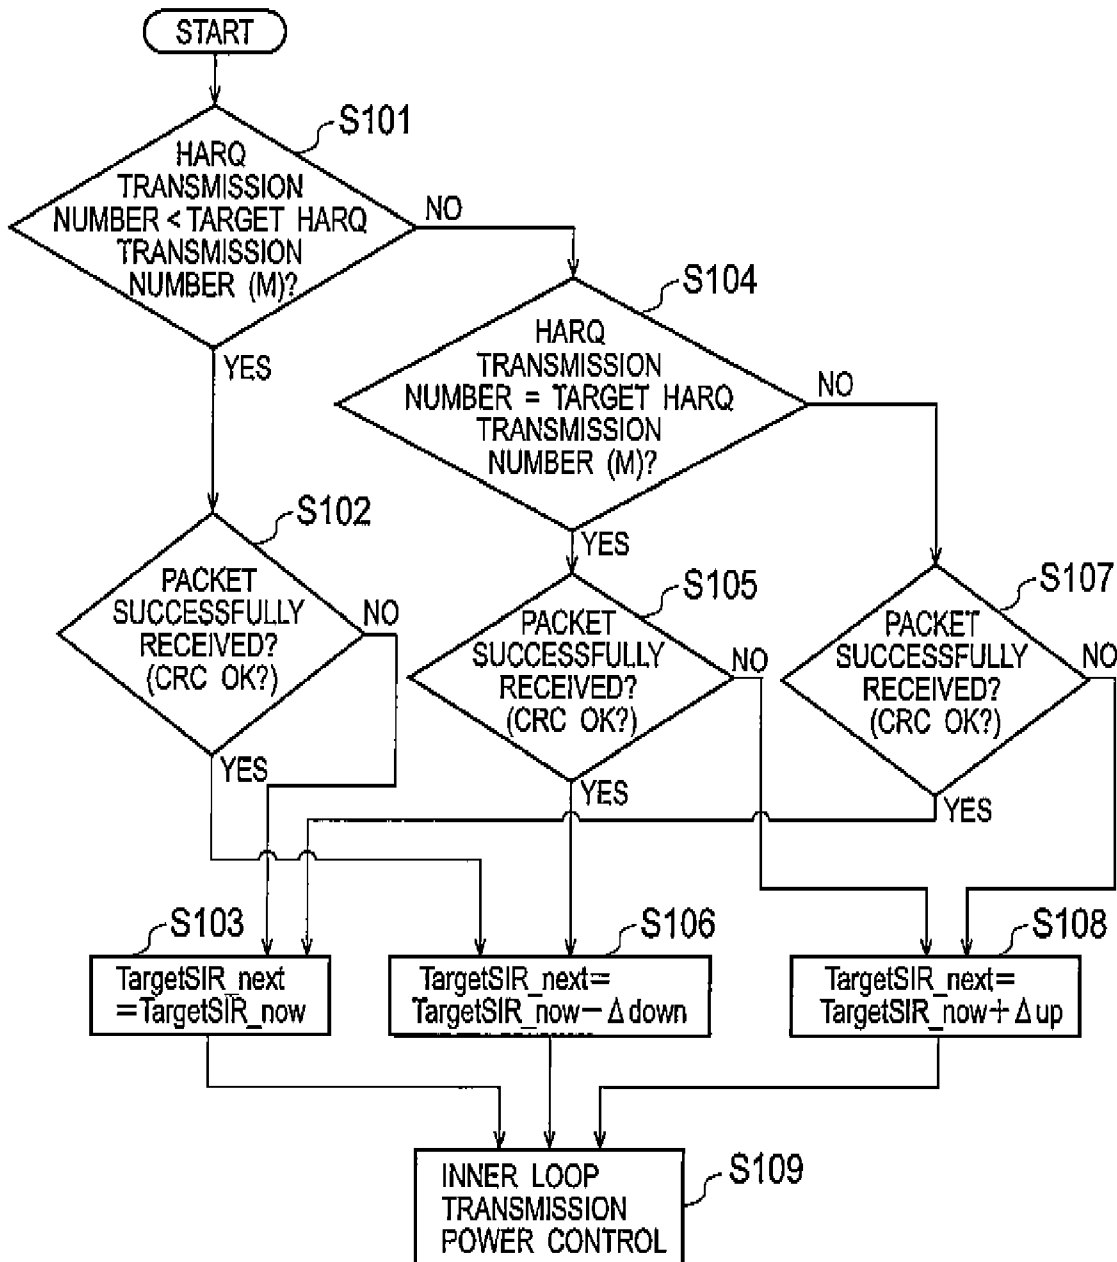 START
S101
HARQ
TRANSMISSION
NUMBER < TARGET HARQ
TRANSMISSION
NUMBER (M)?
NO
YES
S104
HARQ
TRANSMISSION
NUMBER = TARGET HARQ
TRANSMISSION
NUMBER (M)?
NO
YES
S102
PACKET
SUCCESSFULLY
RECEIVED?
(CRC OK?)
NO
YES
S105
PACKET
SUCCESSFULLY
RECEIVED?
(CRC OK?)
NO
YES
S107
PACKET
SUCCESSFULLY
RECEIVED?
(CRC OK?)
NO
YES
S103
TargetSIR_next
=TargetSIR_now
S106
TargetSIR_next=
TargetSIR_now−Δdown
S108
TargetSIR_next=
TargetSIR_now+Δup
S109
INNER LOOP
TRANSMISSION
POWER CONTROL